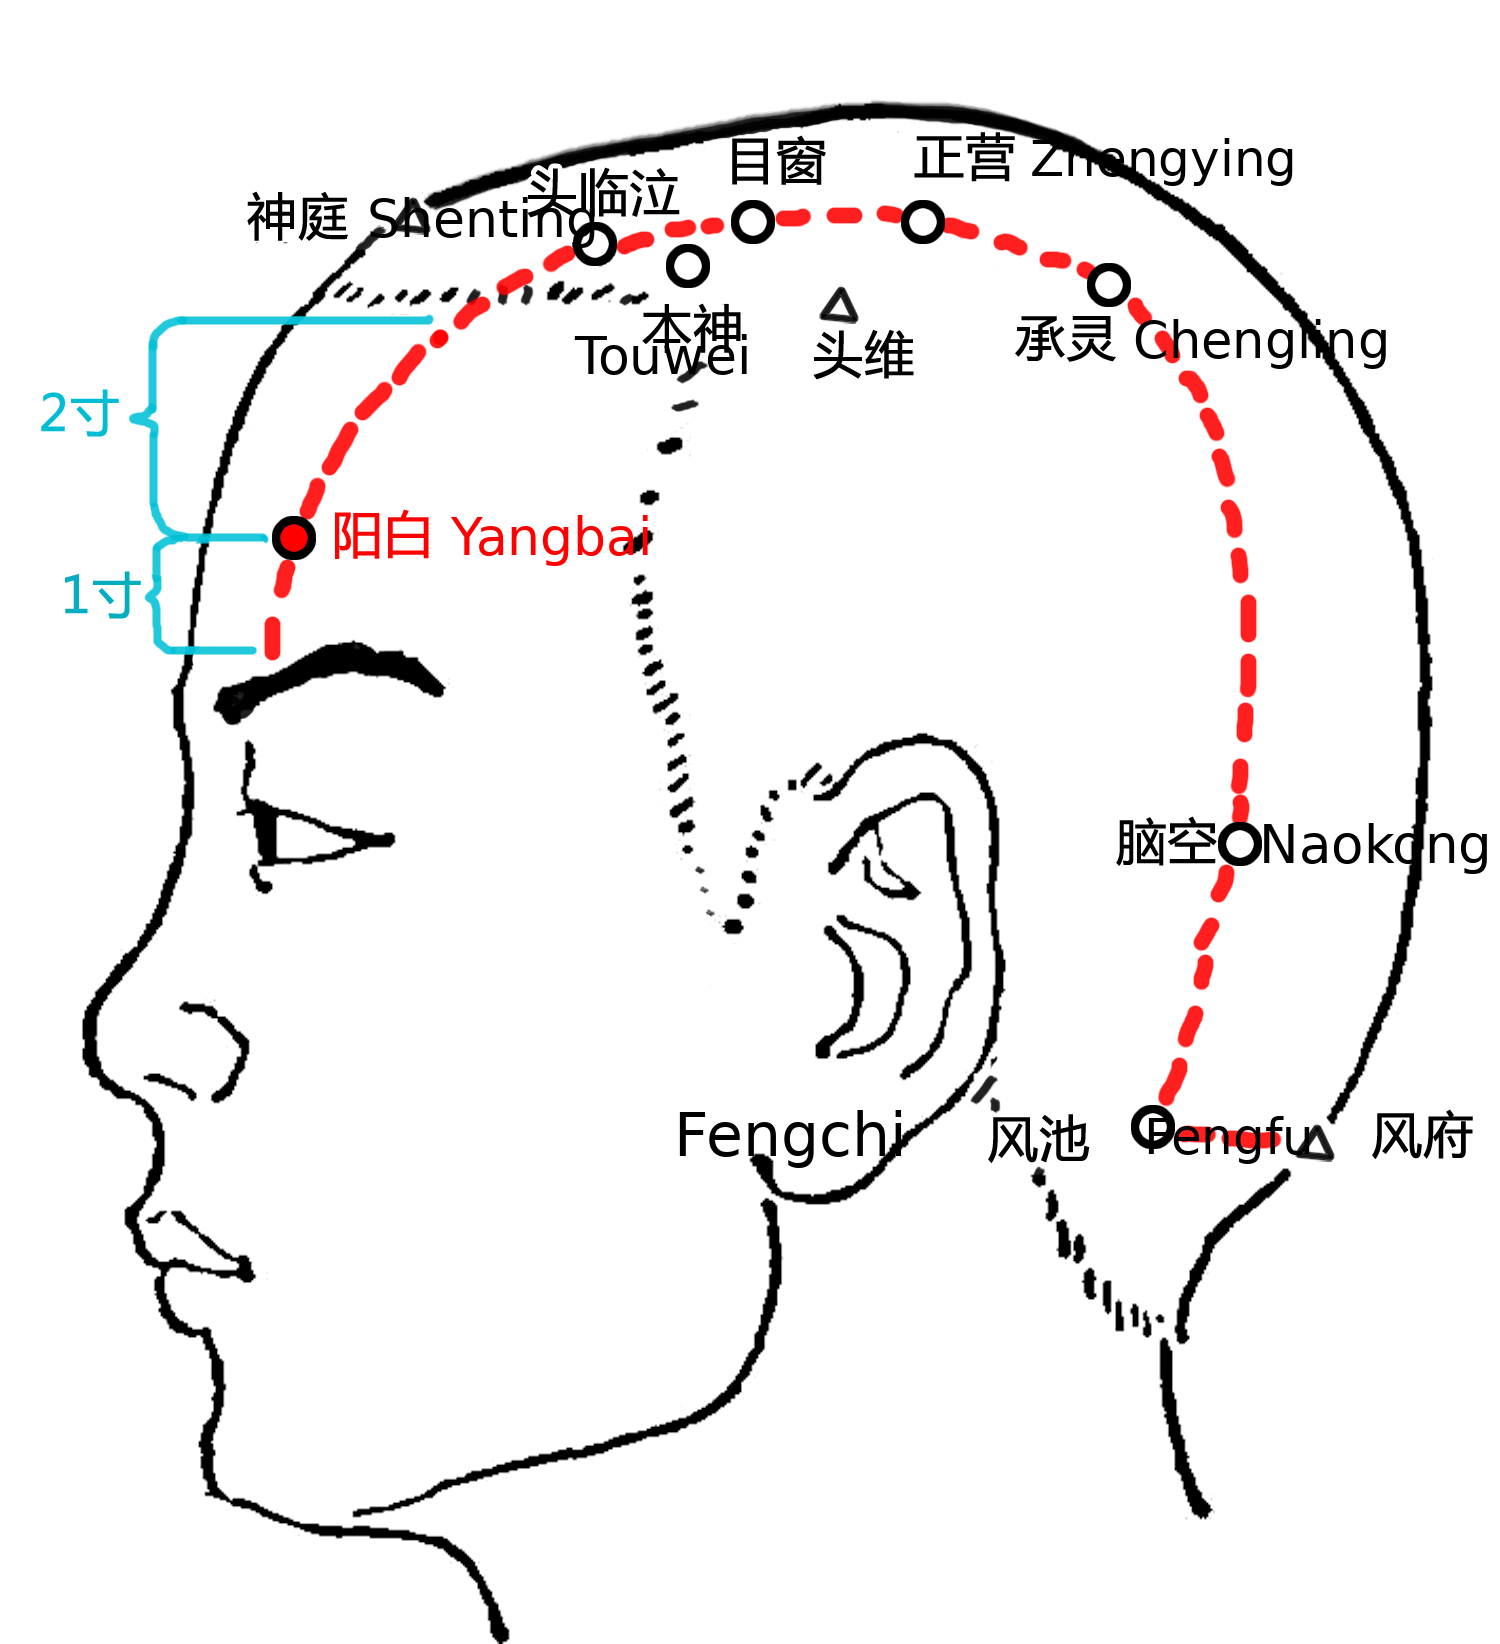 目窗
正营 Zhongying
头临泣
神庭 Shenting
本神
承灵 Chengling
Touwei 头维
2寸
阳白 Yangbai
1寸
脑空 Naokong
Fengchi 风池
Fengfu 风府